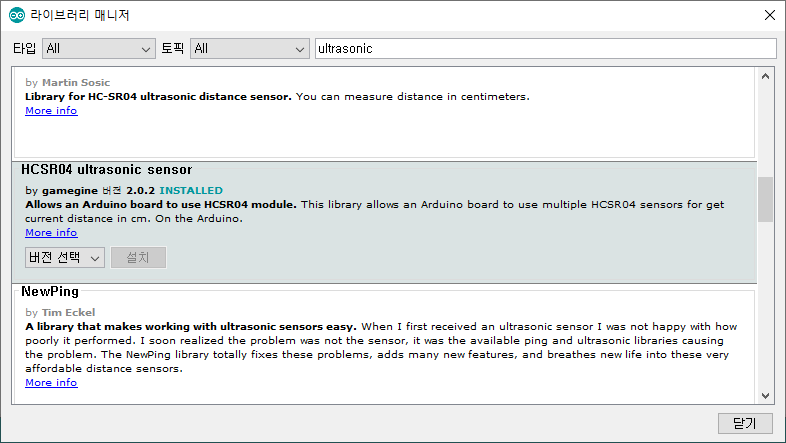 라이브러리 매니저
타입 All 토픽 All ultrasonic
by Martin Sosic
Library for HC-SR04 ultrasonic distance sensor. You can measure distance in centimeters.
More info
HCSR04 ultrasonic sensor
by gamegine 버전 2.0.2 INSTALLED
Allows an Arduino board to use HCSR04 module. This library allows an Arduino board to use multiple HCSR04 sensors for get
current distance in cm. On the Arduino.
More info
버전 선택 설치
NewPing
by Tim Eckel
A library that makes working with ultrasonic sensors easy. When I first received an ultrasonic sensor I was not happy with how
poorly it performed. I soon realized the problem was not the sensor, it was the available ping and ultrasonic libraries causing
the problem. The NewPing library totally fixes these problems, adds many new features, and breathes new life into these very
affordable distance sensors.
More info
닫기